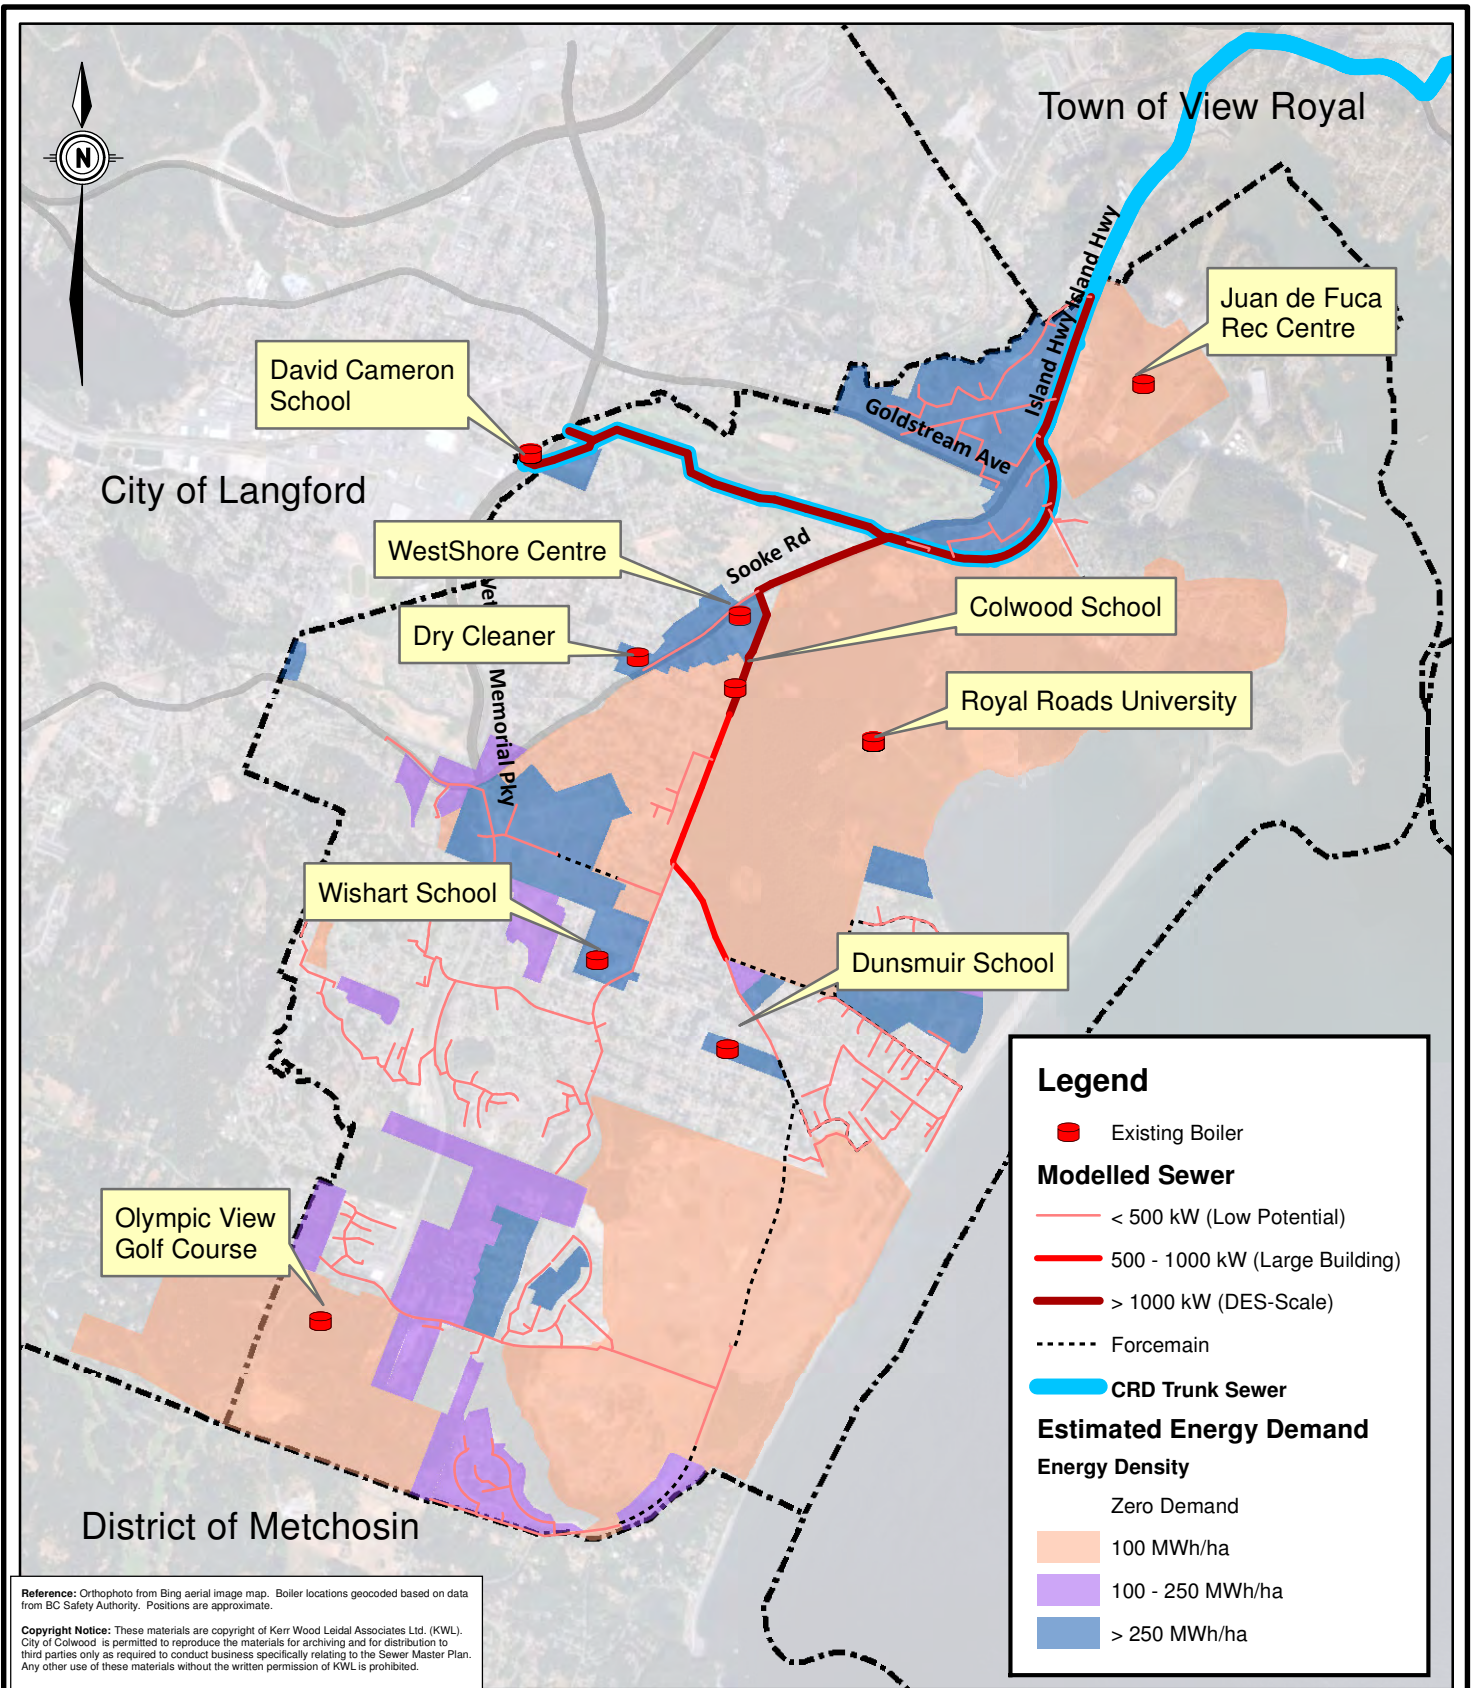 Town of View Royal
N
Island Hwy
Island Hwy
Juan de Fuca
Rec Centre
David Cameron
School
Goldstream Ave
City of Langford
WestShore Centre
Sooke Rd
Colwood School
Dry Cleaner
Vet
Memorial Pky
Royal Roads University
Wishart School
Dunsmuir School
Olympic View
Golf Course
District of Metchosin
Legend
Existing Boiler
Modelled Sewer
< 500 kW (Low Potential)
500 - 1000 kW (Large Building)
> 1000 kW (DES-Scale)
Forcemain
CRD Trunk Sewer
Estimated Energy Demand
Energy Density
Zero Demand
100 MWh/ha
100 - 250 MWh/ha
> 250 MWh/ha
Reference: Orthophoto from Bing aerial image map. Boiler locations geocoded based on data
from BC Safety Authority. Positions are approximate.
Copyright Notice: These materials are copyright of Kerr Wood Leidal Associates Ltd. (KWL).
City of Colwood is permitted to reproduce the materials for archiving and for distribution to
third parties only as required to conduct business specifically relating to the Sewer Master Plan.
Any other use of these materials without the written permission of KWL is prohibited.